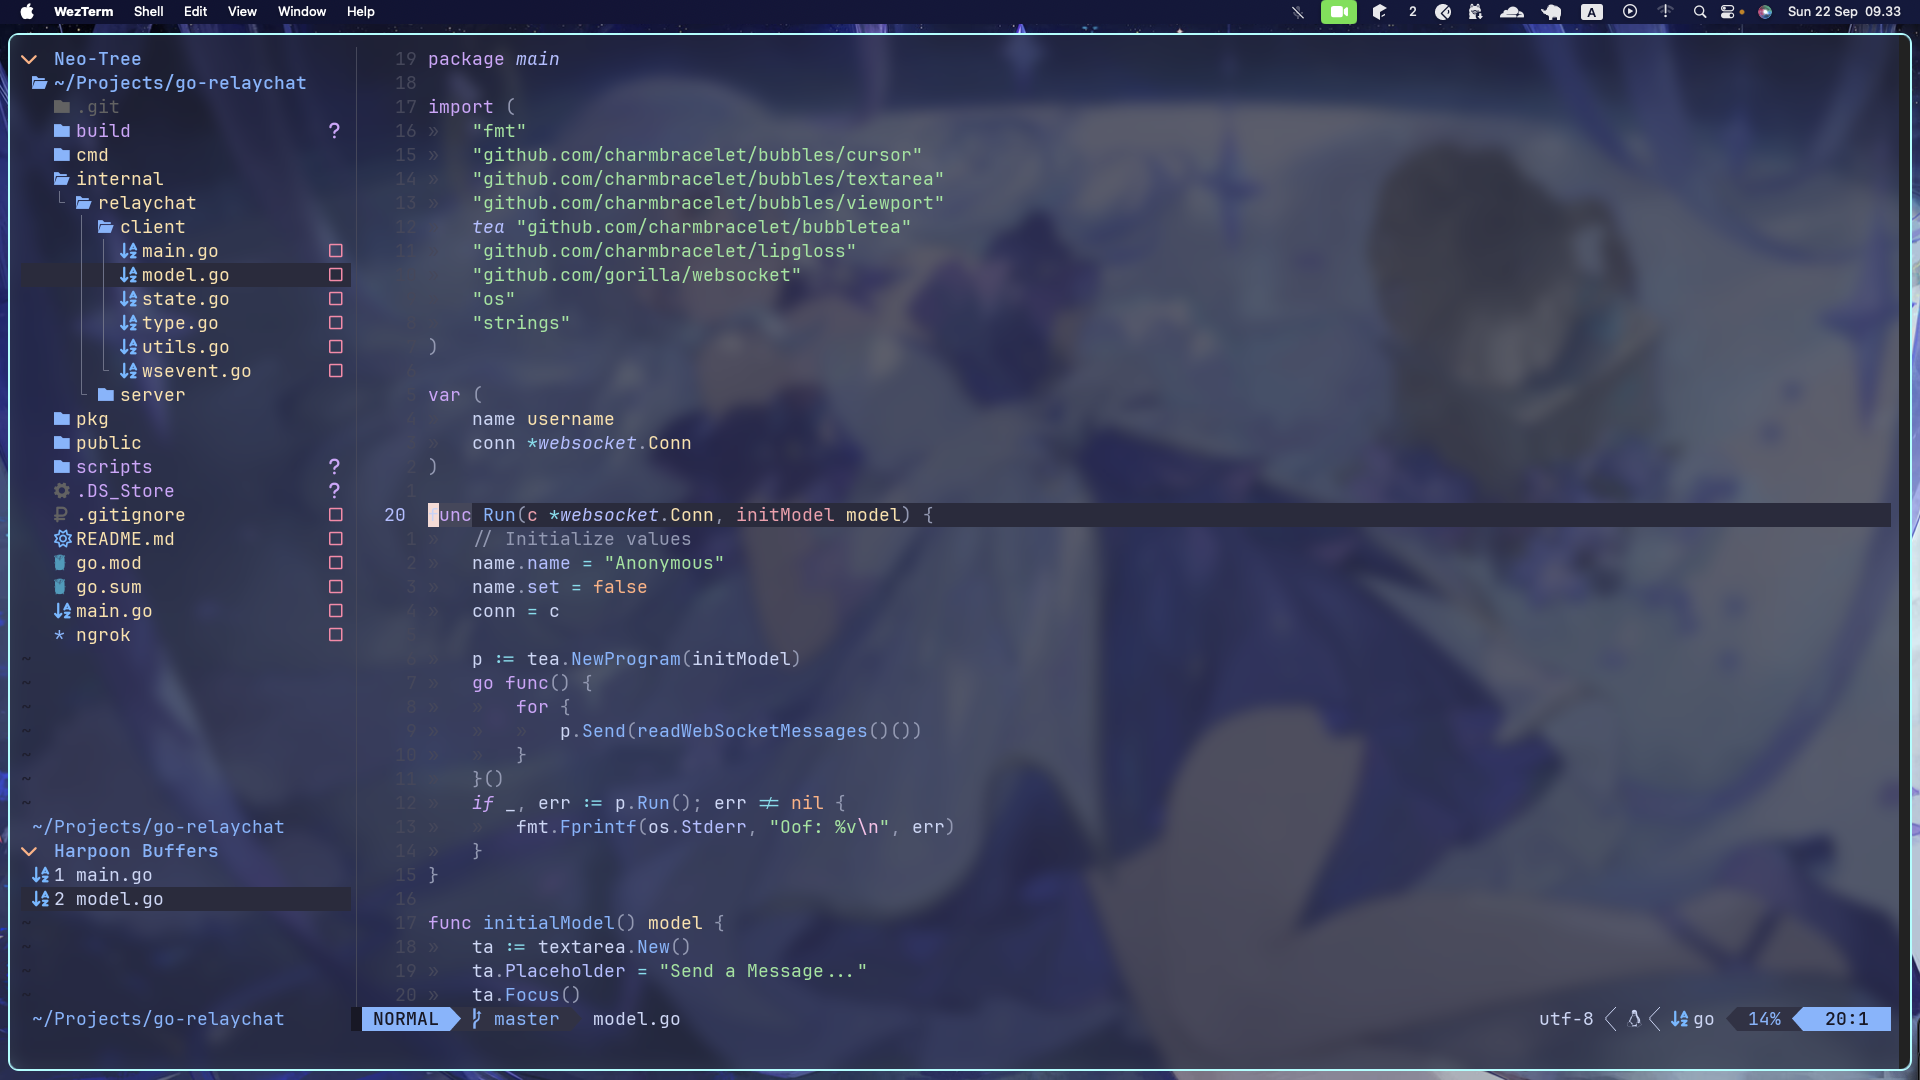 WezTerm Shell Edit View Window Help 2 A Sun 22 Sep 09.33
Neo-Tree
~/Projects/go-relaychat
.git
build ?
cmd
internal
relaychat
client
main.go
model.go
state.go
type.go
utils.go
wsevent.go
server
pkg
public
scripts ?
.DS_Store ?
.gitignore
README.md
go.mod
go.sum
main.go
* ngrok
~/Projects/go-relaychat
Harpoon Buffers
1 main.go
2 model.go
~/Projects/go-relaychat
19 package main
18
17 import (
16 » "fmt"
15 » "github.com/charmbracelet/bubbles/cursor"
14 » "github.com/charmbracelet/bubbles/textarea"
13 » "github.com/charmbracelet/bubbles/viewport"
12 tea "github.com/charmbracelet/bubbletea"
11 "github.com/charmbracelet/lipgloss"
"github.com/gorilla/websocket"
"os"
"strings"
)
var (
name username
» conn *websocket.Conn
2 )
1
20 func Run(c *websocket.Conn, initModel model) {
1 » // Initialize values
2 » name.name = "Anonymous"
3 » name.set = false
4 » conn = c
» p := tea.NewProgram(initModel)
7 » go func() {
8 » » for {
9 » » » p.Send(readWebSocketMessages()())
10 » » }
11 » }()
12 » if _, err := p.Run(); err != nil {
13 » » fmt.Fprintf(os.Stderr, "Oof: %v\n", err)
14 » }
15 }
16
17 func initialModel() model {
18 » ta := textarea.New()
19 » ta.Placeholder = "Send a Message..."
20 » ta.Focus()
NORMAL master model.go utf-8 go 14% 20:1